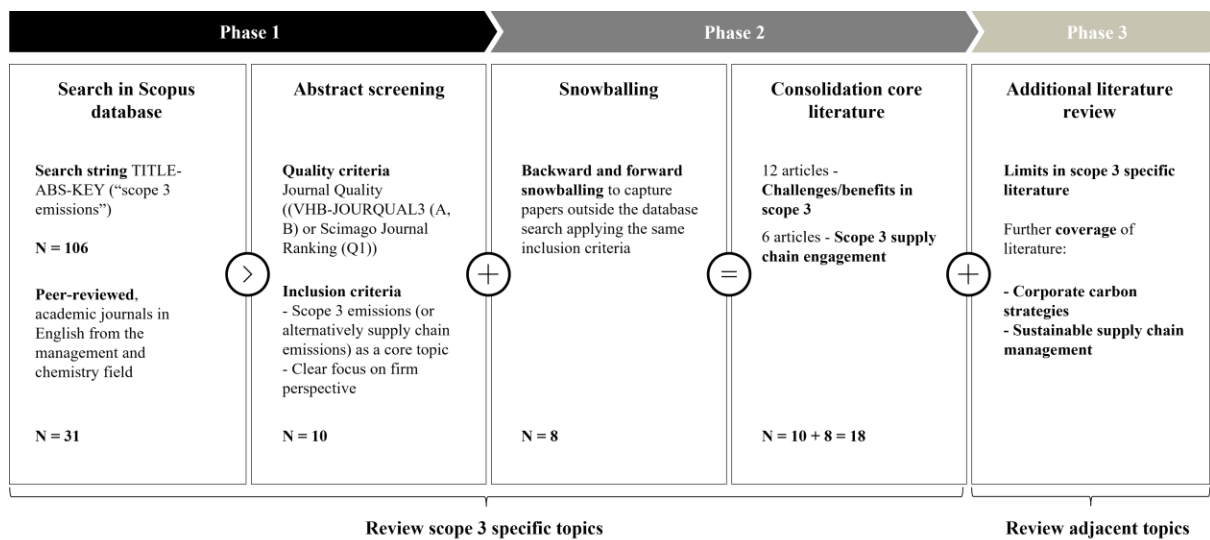 Phase 1
Phase 2
Phase 3
Search in Scopus
database
Search string TITLE-
ABS-KEY (“scope 3
emissions”)
N = 106
Peer-reviewed,
academic journals in
English from the
management and
chemistry field
N = 31
>
Abstract screening
Quality criteria
Journal Quality
((VHB-JOURQUAL3 (A,
B) or Scimago Journal
Ranking (Q1))
Inclusion criteria
- Scope 3 emissions (or
alternatively supply chain
emissions) as a core topic
- Clear focus on firm
perspective
N = 10
+
Snowballing
Backward and forward
snowballing to capture
papers outside the database
search applying the same
inclusion criteria
N = 8
=
Consolidation core
literature
12 articles -
Challenges/benefits in
scope 3
6 articles - Scope 3 supply
chain engagement
N = 10 + 8 = 18
+
Additional literature
review
Limits in scope 3 specific
literature
Further coverage of
literature:
- Corporate carbon
strategies
- Sustainable supply chain
management
Review scope 3 specific topics
Review adjacent topics